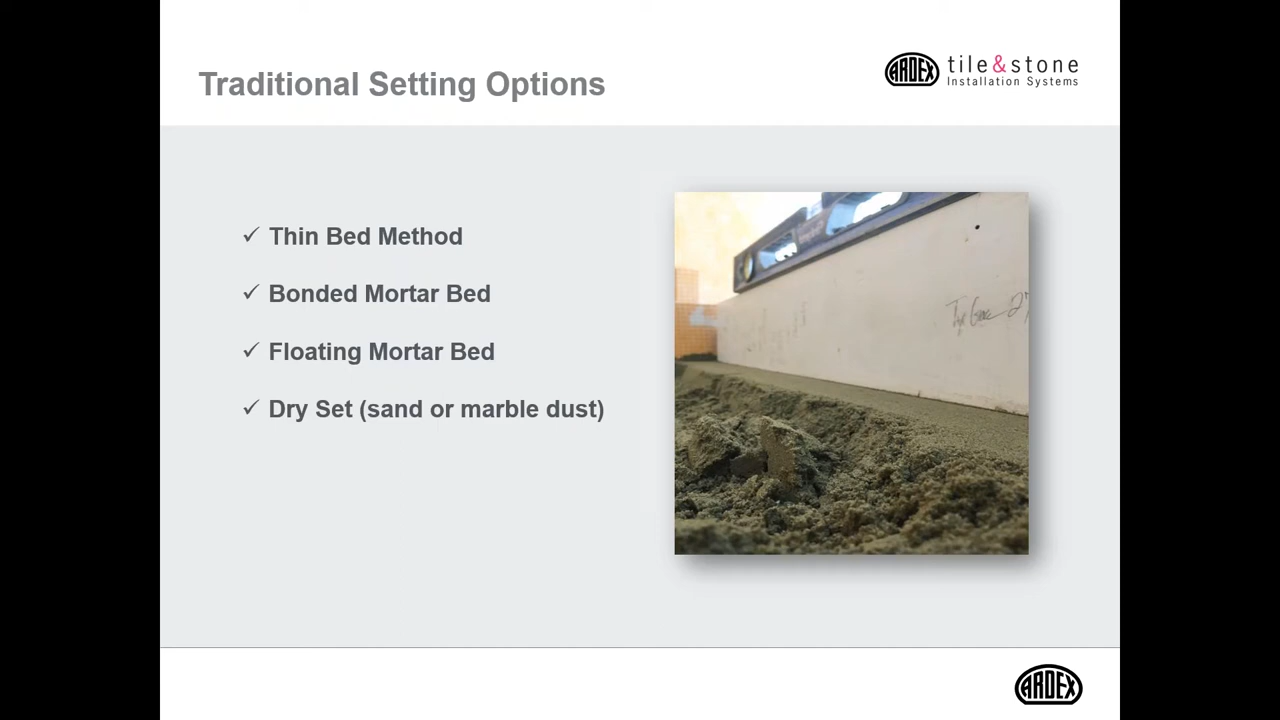 Traditional Setting Options
ARDEX
tile&stone
Installation Systems
✓ Thin Bed Method
✓ Bonded Mortar Bed
✓ Floating Mortar Bed
✓ Dry Set (sand or marble dust)
ARDEX